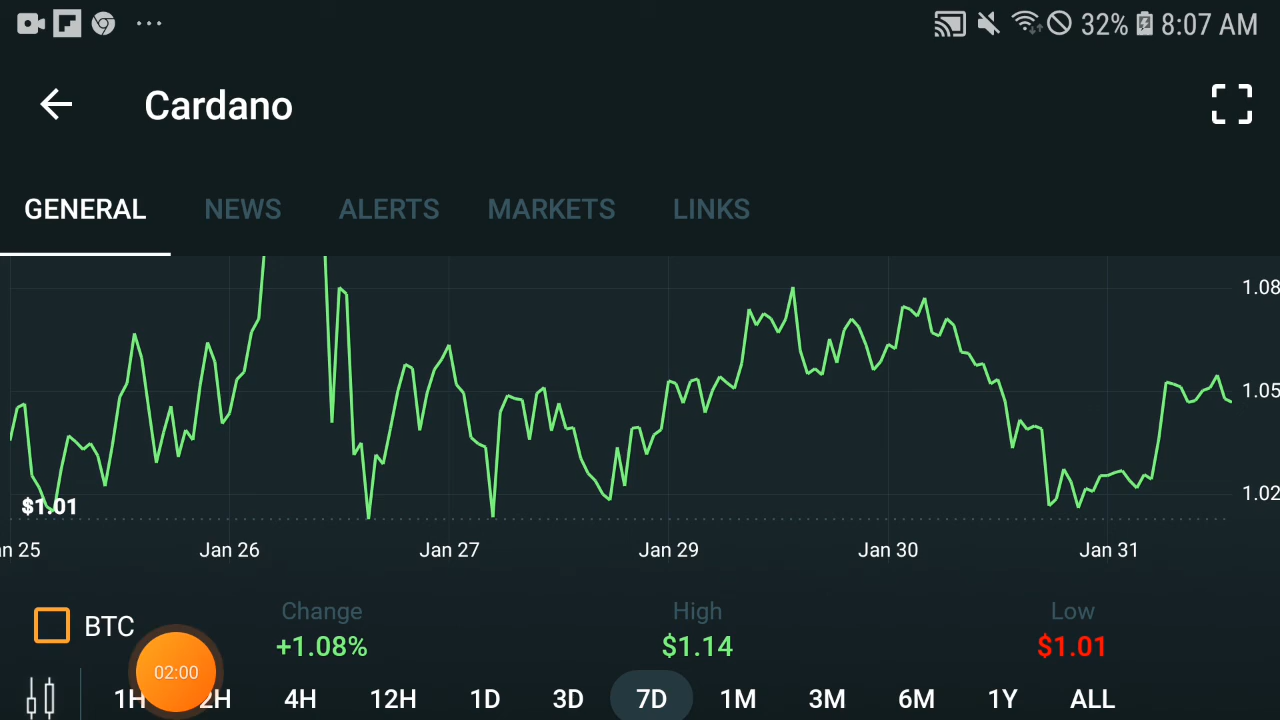 32% 8:07 AM
Cardano
GENERAL NEWS ALERTS MARKETS LINKS
1.08
1.05
1.02
$1.01
n 25 Jan 26 Jan 27 Jan 29 Jan 30 Jan 31
BTC
Change High Low
+1.08% $1.14 $1.01
02:00
1H 2H 4H 12H 1D 3D 7D 1M 3M 6M 1Y ALL